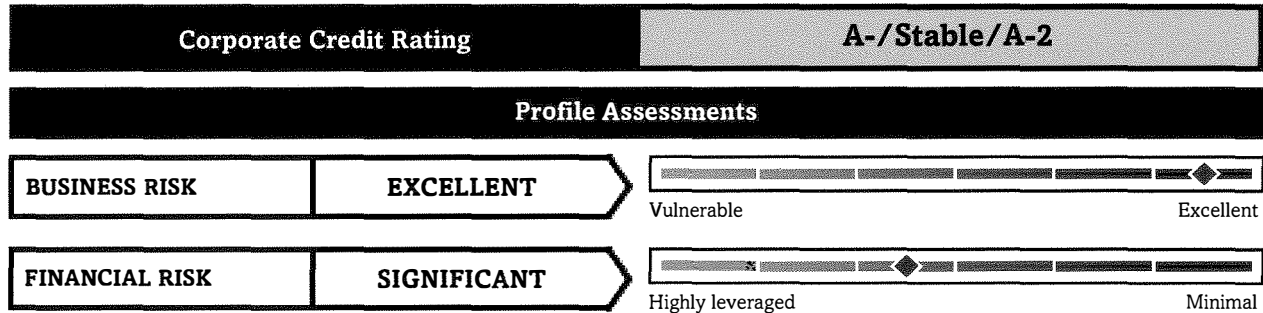 Corporate Credit Rating A-/Stable/A-2
Profile Assessments
BUSINESS RISK EXCELLENT
Vulnerable Excellent
FINANCIAL RISK SIGNIFICANT
Highly leveraged Minimal